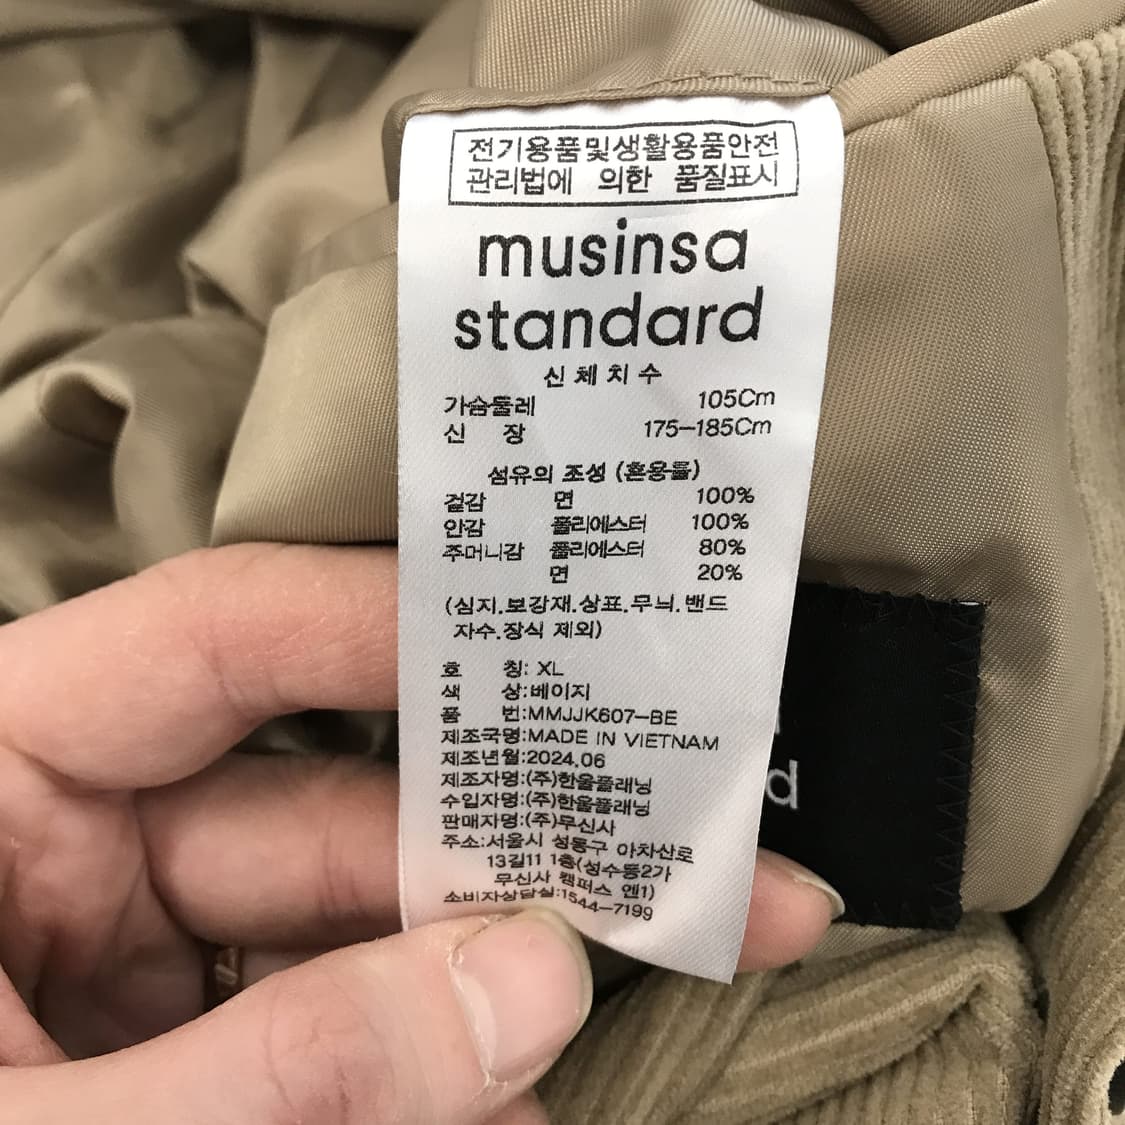 전기용품및생활용품안전
관리법에 의한 품질표시
musinsa
standard
신체치수
가슴둘레 105Cm
신 장 175-185Cm
섬유의 조성 (혼용률)
겉감 면 100%
안감 폴리에스터 100%
주머니감 폴리에스터 80%
면 20%
(심지.보강재.상표.무늬.밴드
자수.장식 제외)
호 칭: XL
색 상:베이지
품 번:MMJJK607-BE
제조국명:MADE IN VIETNAM
제조년월:2024.06
제조자명:(주)한울플래닝
수입자명:(주)한울플래닝
판매자명:(주)무신사
주소:서울시 성동구 아차산로
13길11 1층(성수동2가
무신사 캠퍼스 엔1)
소비자상담실:1544-7199
d